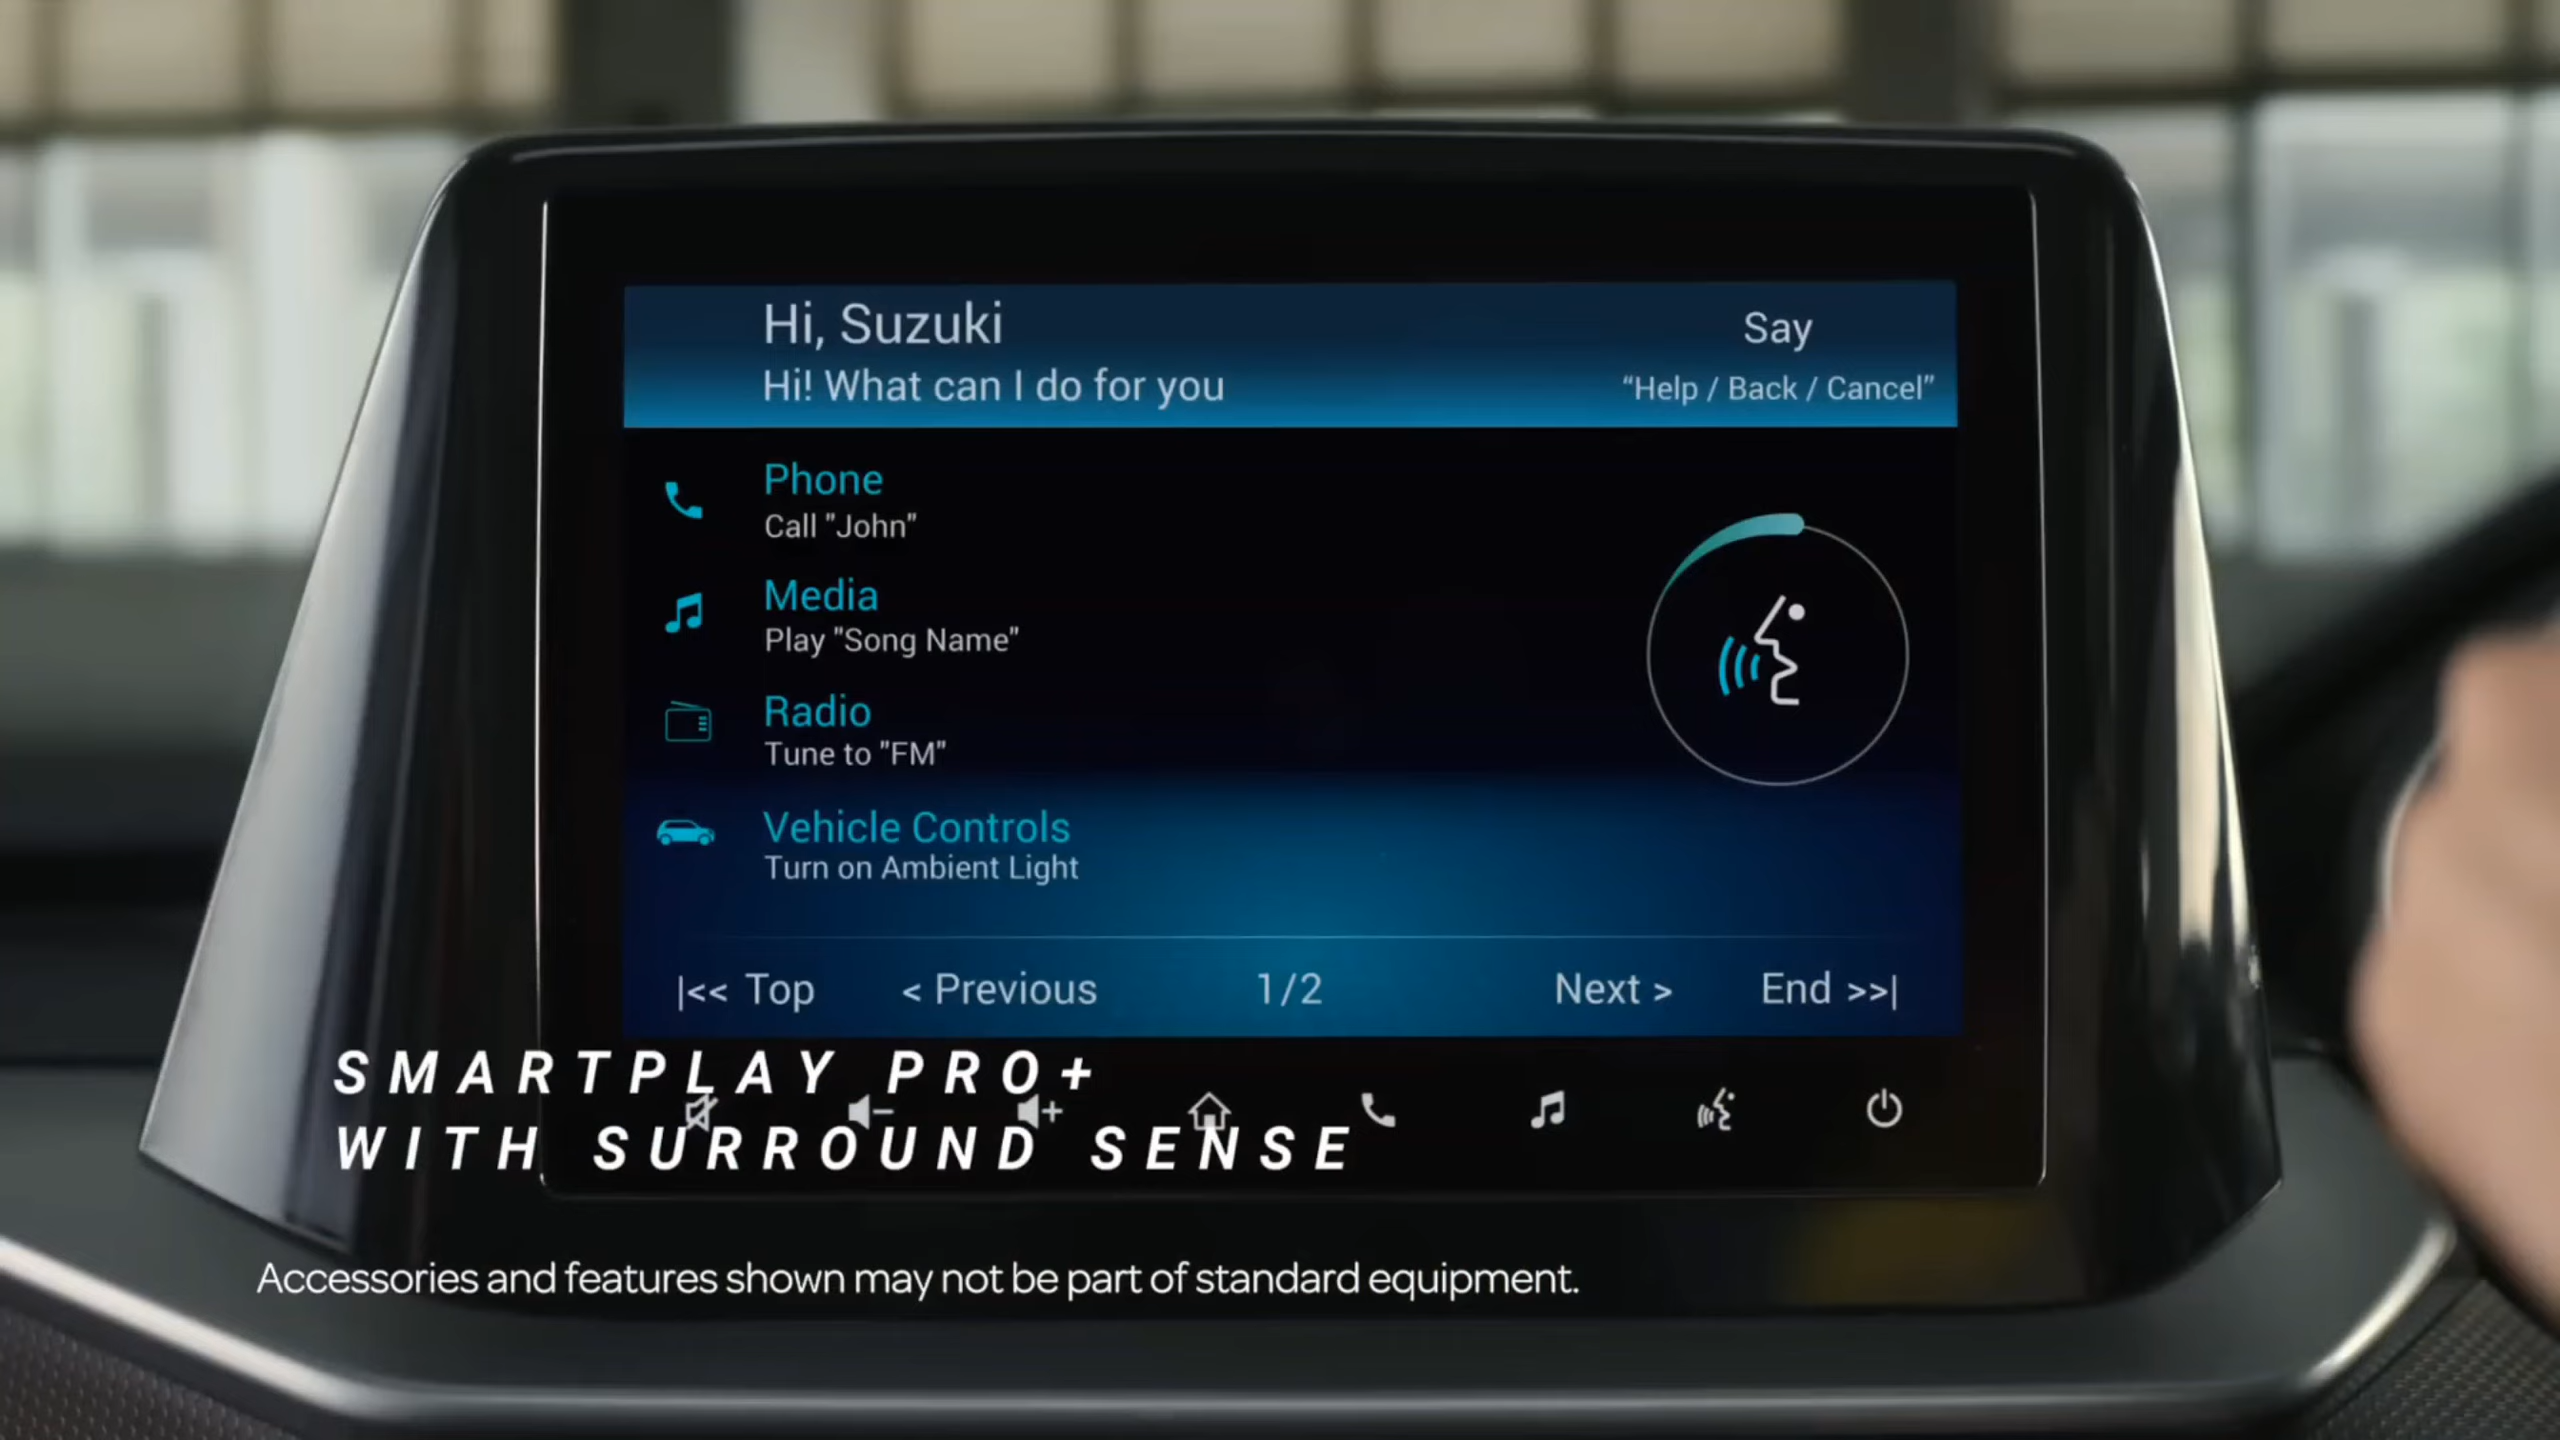 Hi, Suzuki
Hi! What can I do for you
Say
“Help / Back / Cancel”
Phone
Call "John"
Media
Play "Song Name"
Radio
Tune to "FM"
Vehicle Controls
Turn on Ambient Light
|<< Top < Previous 1/2 Next > End >>|
SMARTPLAY PRO+
WITH SURROUND SENSE
Accessories and features shown may not be part of standard equipment.